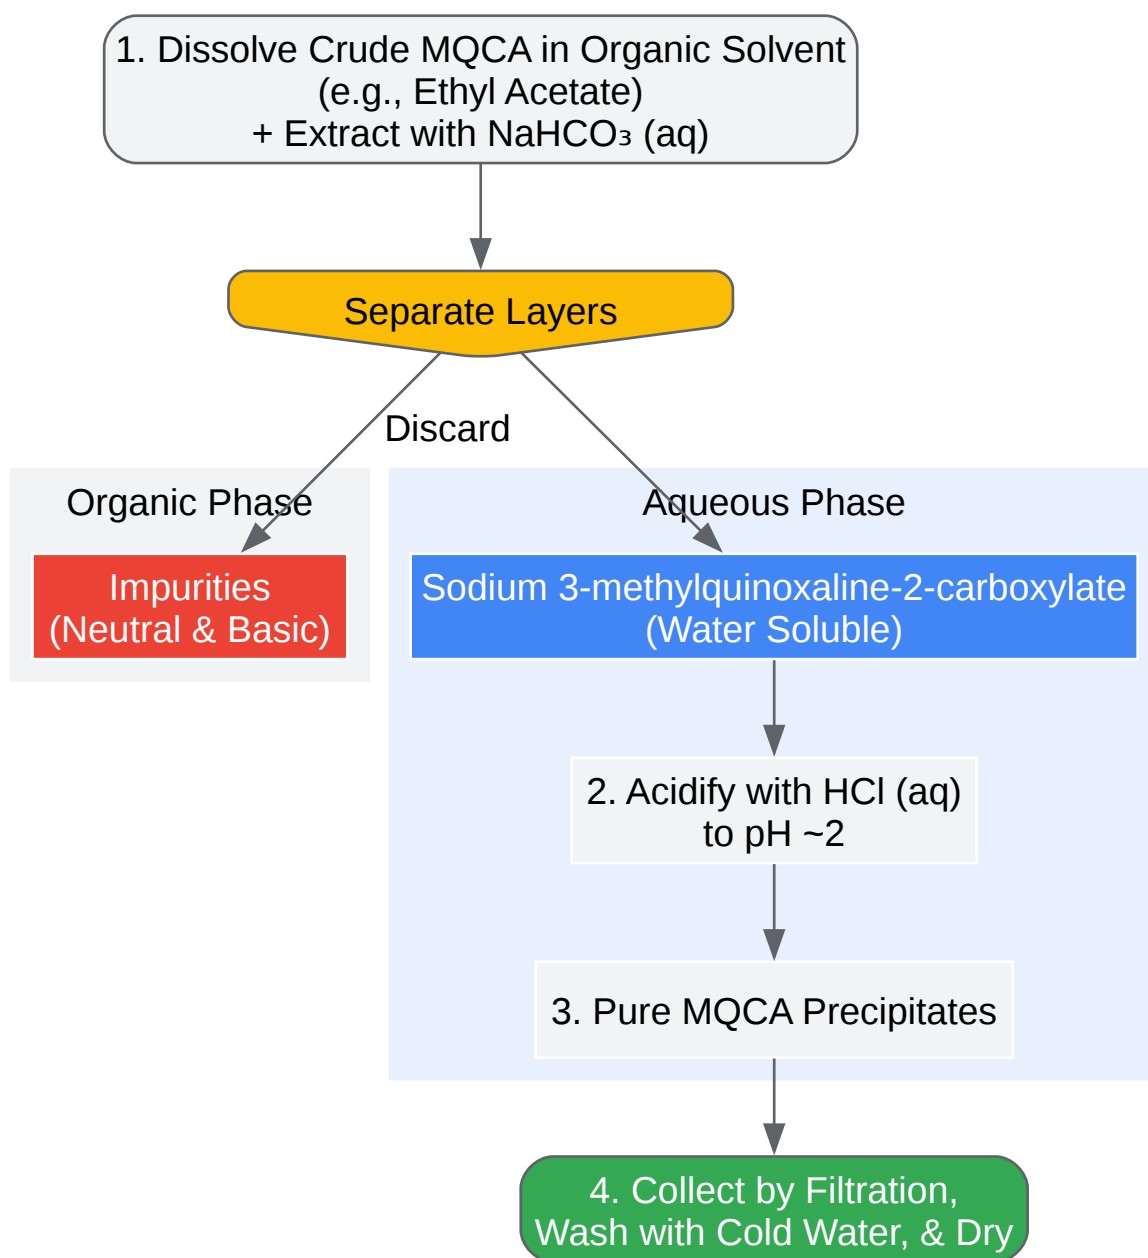 1. Dissolve Crude MQCA in Organic Solvent
(e.g., Ethyl Acetate)
+ Extract with NaHCO₃ (aq)
Separate Layers
Discard
Organic Phase
Impurities
(Neutral & Basic)
Aqueous Phase
Sodium 3-methylquinoxaline-2-carboxylate
(Water Soluble)
2. Acidify with HCl (aq)
to pH ~2
3. Pure MQCA Precipitates
4. Collect by Filtration,
Wash with Cold Water, & Dry